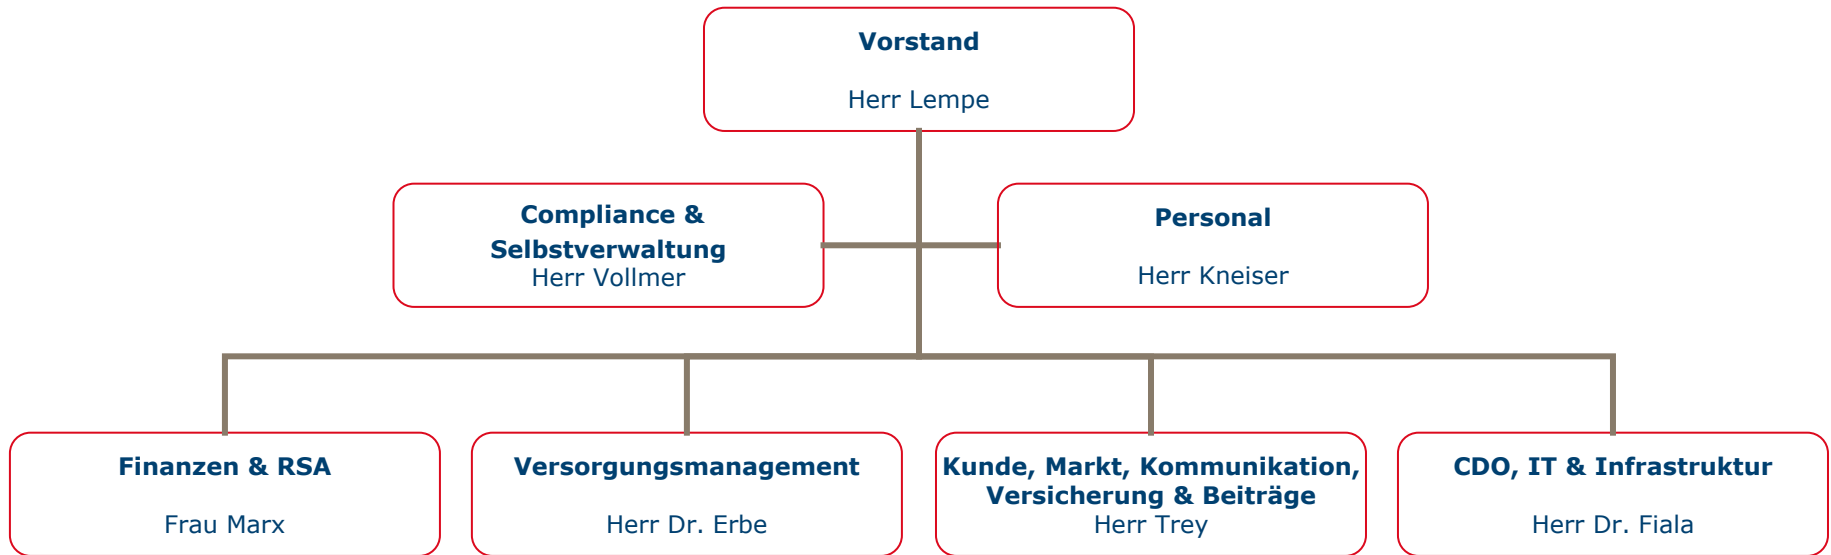 Vorstand
Herr Lempe
Compliance &
Selbstverwaltung
Herr Vollmer
Personal
Herr Kneiser
Finanzen & RSA
Frau Marx
Versorgungsmanagement
Herr Dr. Erbe
Kunde, Markt, Kommunikation,
Versicherung & Beiträge
Herr Trey
CDO, IT & Infrastruktur
Herr Dr. Fiala